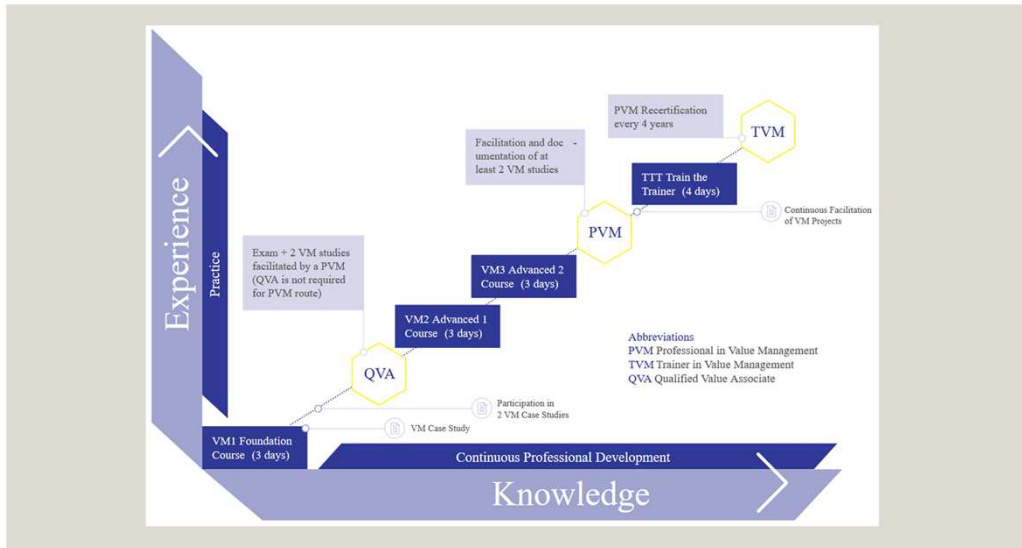 PVM Recertification
every 4 years
TVM
Facilitation and doc -
umentation of at
least 2 VM studies
TTT Train the
Trainer (4 days)
Continuous Facilitation
of VM Projects
PVM
Exam + 2 VM studies
facilitated by a PVM
(QVA is not required
for PVM route)
VM3 Advanced 2
Course (3 days)
VM2 Advanced 1
Course (3 days)
QVA
Abbreviations
PVM Professional in Value Management
TVM Trainer in Value Management
QVA Qualified Value Associate
Participation in
2 VM Case Studies
VM Case Study
VM1 Foundation
Course (3 days)
Experience
Practice
Continuous Professional Development
Knowledge